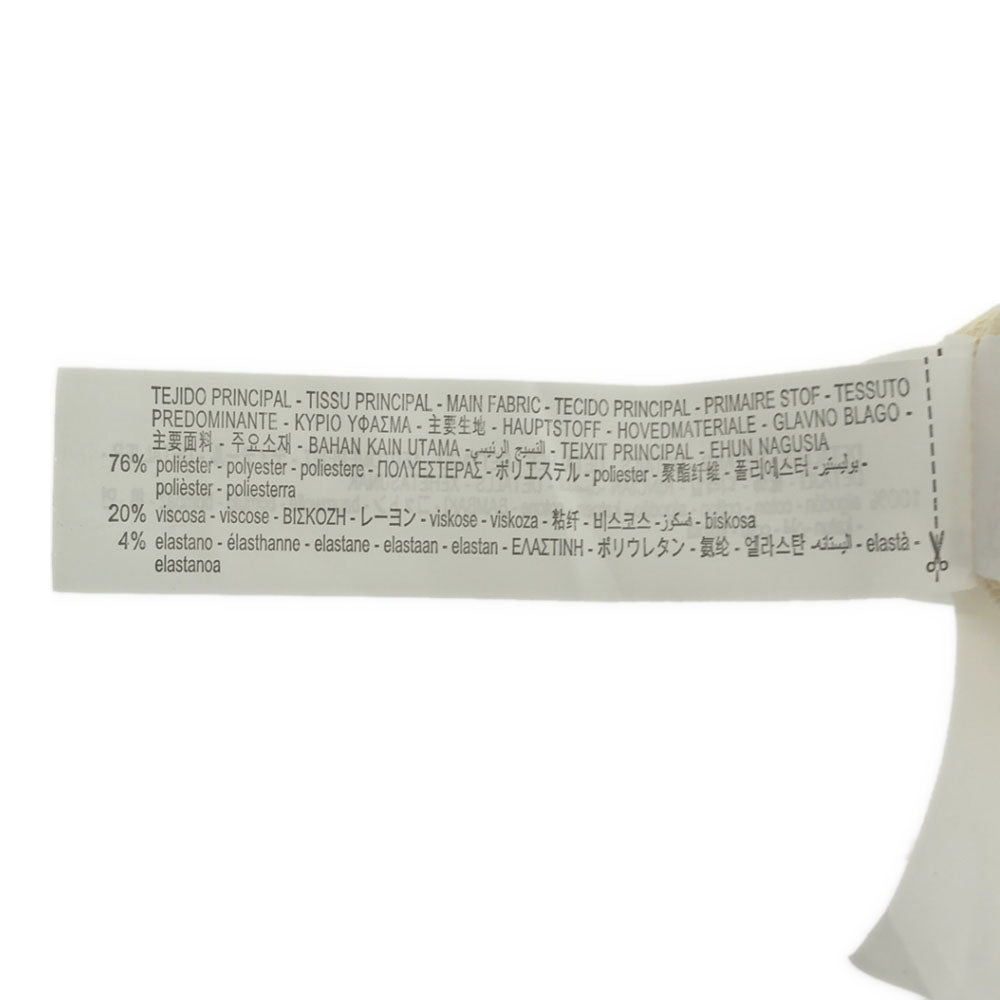 TEJIDO PRINCIPAL - TISSU PRINCIPAL - MAIN FABRIC - TECIDO PRINCIPAL - PRIMAIRE STOF - TESSUTO
PREDOMINANTE - ΚΥΡΙΟ ΥΦΑΣΜΑ - 主要生地 - HAUPTSTOFF - HOVEDMATERIALE - GLAVNO BLAGO -
主要面料 - 주요소재 - BAHAN KAIN UTAMA - النسيج الرئيسي - TEIXIT PRINCIPAL - EHUN NAGUSIA
76% poliéster - polyester - poliestere - ΠΟΛΥΕΣΤΕΡΑΣ - ポリエステル - poliester - 聚酯纤维 - 폴리에스터 - بوليستير -
polièster - poliesterra
20% viscosa - viscose - ΒΙΣΚΟΖΗ - レーヨン - viskose - viskoza - 粘纤 - 비스코스 - فسكوز - biskosa
4% elastano - élasthanne - elastane - elastaan - elastan - ΕΛΑΣΤΙΝΗ - ポリウレタン - 氨纶 - 엘라스탄 - اليستانه - elastà -
elastanoa